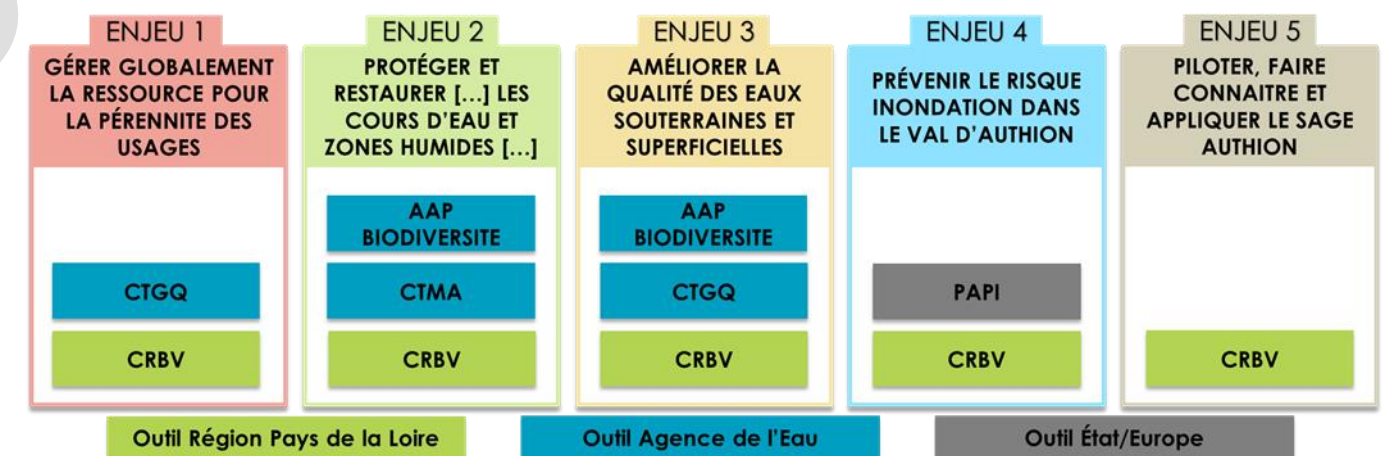 ENJEU 1
GÉRER GLOBALEMENT
LA RESSOURCE POUR
LA PÉRENNITE DES
USAGES
CTGQ
CRBV
ENJEU 2
PROTÉGER ET
RESTAURER [...] LES
COURS D'EAU ET
ZONES HUMIDES [...]
AAP
BIODIVERSITE
CTMA
CRBV
ENJEU 3
AMÉLIORER LA
QUALITÉ DES EAUX
SOUTERRAINES ET
SUPERFICIELLES
AAP
BIODIVERSITE
CTGQ
CRBV
ENJEU 4
PRÉVENIR LE RISQUE
INONDATION DANS
LE VAL D'AUTHION
PAPI
CRBV
ENJEU 5
PILOTER, FAIRE
CONNAITRE ET
APPLIQUER LE SAGE
AUTHION
CRBV
Outil Région Pays de la Loire
Outil Agence de l'Eau
Outil État/Europe